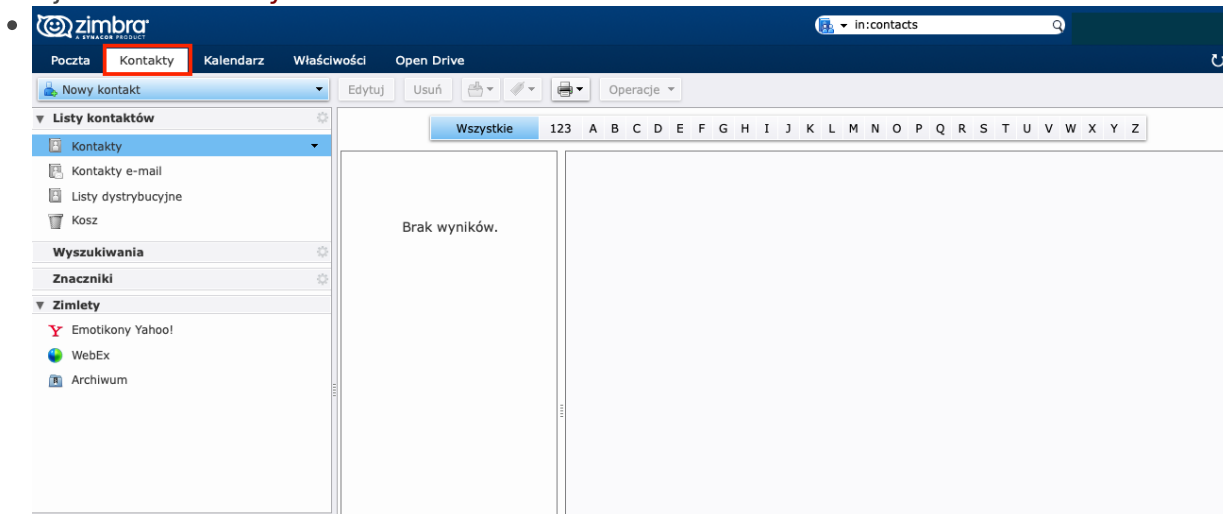 zimbra
A SYNACOR PRODUCT
in:contacts
Poczta Kontakty Kalendarz Właściwości Open Drive
Nowy kontakt Edytuj Usuń Operacje
Listy kontaktów
Wszystkie 123 A B C D E F G H I J K L M N O P Q R S T U V W X Y Z
Kontakty
Kontakty e-mail
Listy dystrybucyjne
Kosz
Brak wyników.
Wyszukiwania
Znaczniki
Zimlety
Emotikony Yahoo!
WebEx
Archiwum